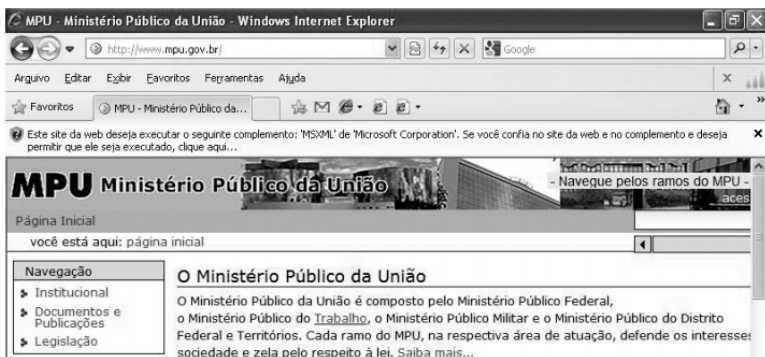 MPU - Ministério Público da União - Windows Internet Explorer
http://www.mpu.gov.br/
Google
Arquivo Editar Exibir Favoritos Ferramentas Ajuda
Favoritos MPU - Ministério Público da...
Este site da web deseja executar o seguinte complemento: 'MSXML' de 'Microsoft Corporation'. Se você confia no site da web e no complemento e deseja
permitir que ele seja executado, clique aqui...
MPU Ministério Público da União
- Navegue pelos ramos do MPU -
aces
Página Inicial
você está aqui: página inicial
Navegação
Institucional
Documentos e
Publicações
Legislação
O Ministério Público da União
O Ministério Público da União é composto pelo Ministério Público Federal,
o Ministério Público do Trabalho, o Ministério Público Militar e o Ministério Público do Distrito
Federal e Territórios. Cada ramo do MPU, na respectiva área de atuação, defende os interesses
sociedade e zela pelo respeito à lei. Saiba mais...